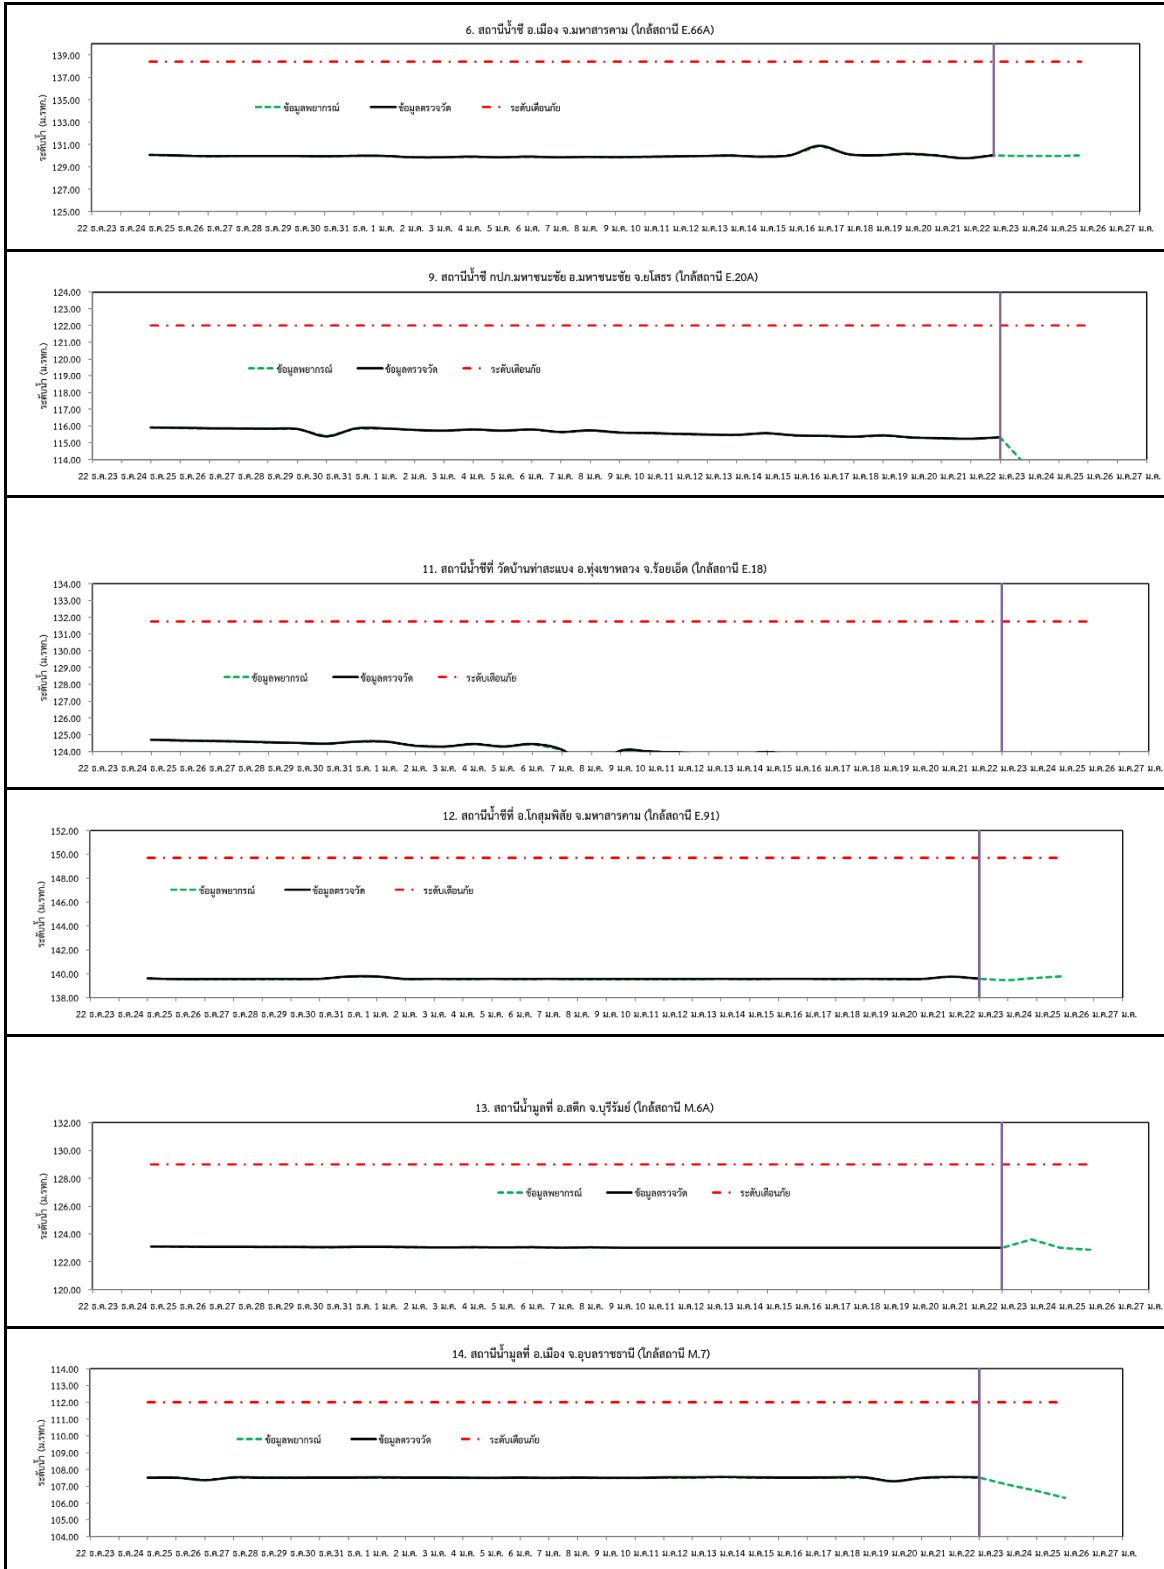 6. สถานีน้ำชี อ.เมือง จ.มหาสารคาม (ใกล้สถานี E.66A)
139.00
137.00
135.00
133.00
131.00
129.00
127.00
125.00
ระดับน้ำ (ม.รทก.)
ข้อมูลพยากรณ์ ข้อมูลตรวจวัด ระดับเตือนภัย
22 ธ.ค.23 ธ.ค.24 ธ.ค.25 ธ.ค.26 ธ.ค.27 ธ.ค.28 ธ.ค.29 ธ.ค.30 ธ.ค.31 ธ.ค. 1 ม.ค. 2 ม.ค. 3 ม.ค. 4 ม.ค. 5 ม.ค. 6 ม.ค. 7 ม.ค. 8 ม.ค. 9 ม.ค.10 ม.ค.11 ม.ค.12 ม.ค.13 ม.ค.14 ม.ค.15 ม.ค.16 ม.ค.17 ม.ค.18 ม.ค.19 ม.ค.20 ม.ค.21 ม.ค.22 ม.ค.23 ม.ค.24 ม.ค.25 ม.ค.26 ม.ค.27 ม.ค.
9. สถานีน้ำชี กปภ.มหาชนะชัย อ.มหาชนะชัย จ.ยโสธร (ใกล้สถานี E.20A)
124.00
123.00
122.00
121.00
120.00
119.00
118.00
117.00
116.00
115.00
114.00
ระดับน้ำ (ม.รทก.)
ข้อมูลพยากรณ์ ข้อมูลตรวจวัด ระดับเตือนภัย
22 ธ.ค.23 ธ.ค.24 ธ.ค.25 ธ.ค.26 ธ.ค.27 ธ.ค.28 ธ.ค.29 ธ.ค.30 ธ.ค.31 ธ.ค. 1 ม.ค. 2 ม.ค. 3 ม.ค. 4 ม.ค. 5 ม.ค. 6 ม.ค. 7 ม.ค. 8 ม.ค. 9 ม.ค.10 ม.ค.11 ม.ค.12 ม.ค.13 ม.ค.14 ม.ค.15 ม.ค.16 ม.ค.17 ม.ค.18 ม.ค.19 ม.ค.20 ม.ค.21 ม.ค.22 ม.ค.23 ม.ค.24 ม.ค.25 ม.ค.26 ม.ค.27 ม.ค.
11. สถานีน้ำชีที่ วัดบ้านท่าสะแบง อ.ทุ่งเขาหลวง จ.ร้อยเอ็ด (ใกล้สถานี E.18)
134.00
133.00
132.00
131.00
130.00
129.00
128.00
127.00
126.00
125.00
124.00
ระดับน้ำ (ม.รทก.)
ข้อมูลพยากรณ์ ข้อมูลตรวจวัด ระดับเตือนภัย
22 ธ.ค.23 ธ.ค.24 ธ.ค.25 ธ.ค.26 ธ.ค.27 ธ.ค.28 ธ.ค.29 ธ.ค.30 ธ.ค.31 ธ.ค. 1 ม.ค. 2 ม.ค. 3 ม.ค. 4 ม.ค. 5 ม.ค. 6 ม.ค. 7 ม.ค. 8 ม.ค. 9 ม.ค.10 ม.ค.11 ม.ค.12 ม.ค.13 ม.ค.14 ม.ค.15 ม.ค.16 ม.ค.17 ม.ค.18 ม.ค.19 ม.ค.20 ม.ค.21 ม.ค.22 ม.ค.23 ม.ค.24 ม.ค.25 ม.ค.26 ม.ค.27 ม.ค.
12. สถานีน้ำชีที่ อ.โกสุมพิสัย จ.มหาสารคาม (ใกล้สถานี E.91)
152.00
150.00
148.00
146.00
144.00
142.00
140.00
138.00
ระดับน้ำ (ม.รทก.)
ข้อมูลพยากรณ์ ข้อมูลตรวจวัด ระดับเตือนภัย
22 ธ.ค.23 ธ.ค.24 ธ.ค.25 ธ.ค.26 ธ.ค.27 ธ.ค.28 ธ.ค.29 ธ.ค.30 ธ.ค.31 ธ.ค. 1 ม.ค. 2 ม.ค. 3 ม.ค. 4 ม.ค. 5 ม.ค. 6 ม.ค. 7 ม.ค. 8 ม.ค. 9 ม.ค.10 ม.ค.11 ม.ค.12 ม.ค.13 ม.ค.14 ม.ค.15 ม.ค.16 ม.ค.17 ม.ค.18 ม.ค.19 ม.ค.20 ม.ค.21 ม.ค.22 ม.ค.23 ม.ค.24 ม.ค.25 ม.ค.26 ม.ค.27 ม.ค.
13. สถานีน้ำมูลที่ อ.สตึก จ.บุรีรัมย์ (ใกล้สถานี M.6A)
132.00
130.00
128.00
126.00
124.00
122.00
120.00
ระดับน้ำ (ม.รทก.)
ข้อมูลพยากรณ์ ข้อมูลตรวจวัด ระดับเตือนภัย
22 ธ.ค.23 ธ.ค.24 ธ.ค.25 ธ.ค.26 ธ.ค.27 ธ.ค.28 ธ.ค.29 ธ.ค.30 ธ.ค.31 ธ.ค. 1 ม.ค. 2 ม.ค. 3 ม.ค. 4 ม.ค. 5 ม.ค. 6 ม.ค. 7 ม.ค. 8 ม.ค. 9 ม.ค.10 ม.ค.11 ม.ค.12 ม.ค.13 ม.ค.14 ม.ค.15 ม.ค.16 ม.ค.17 ม.ค.18 ม.ค.19 ม.ค.20 ม.ค.21 ม.ค.22 ม.ค.23 ม.ค.24 ม.ค.25 ม.ค.26 ม.ค.27 ม.ค.
14. สถานีน้ำมูลที่ อ.เมือง จ.อุบลราชธานี (ใกล้สถานี M.7)
114.00
113.00
112.00
111.00
110.00
109.00
108.00
107.00
106.00
105.00
104.00
ระดับน้ำ (ม.รทก.)
ข้อมูลพยากรณ์ ข้อมูลตรวจวัด ระดับเตือนภัย
22 ธ.ค.23 ธ.ค.24 ธ.ค.25 ธ.ค.26 ธ.ค.27 ธ.ค.28 ธ.ค.29 ธ.ค.30 ธ.ค.31 ธ.ค. 1 ม.ค. 2 ม.ค. 3 ม.ค. 4 ม.ค. 5 ม.ค. 6 ม.ค. 7 ม.ค. 8 ม.ค. 9 ม.ค.10 ม.ค.11 ม.ค.12 ม.ค.13 ม.ค.14 ม.ค.15 ม.ค.16 ม.ค.17 ม.ค.18 ม.ค.19 ม.ค.20 ม.ค.21 ม.ค.22 ม.ค.23 ม.ค.24 ม.ค.25 ม.ค.26 ม.ค.27 ม.ค.